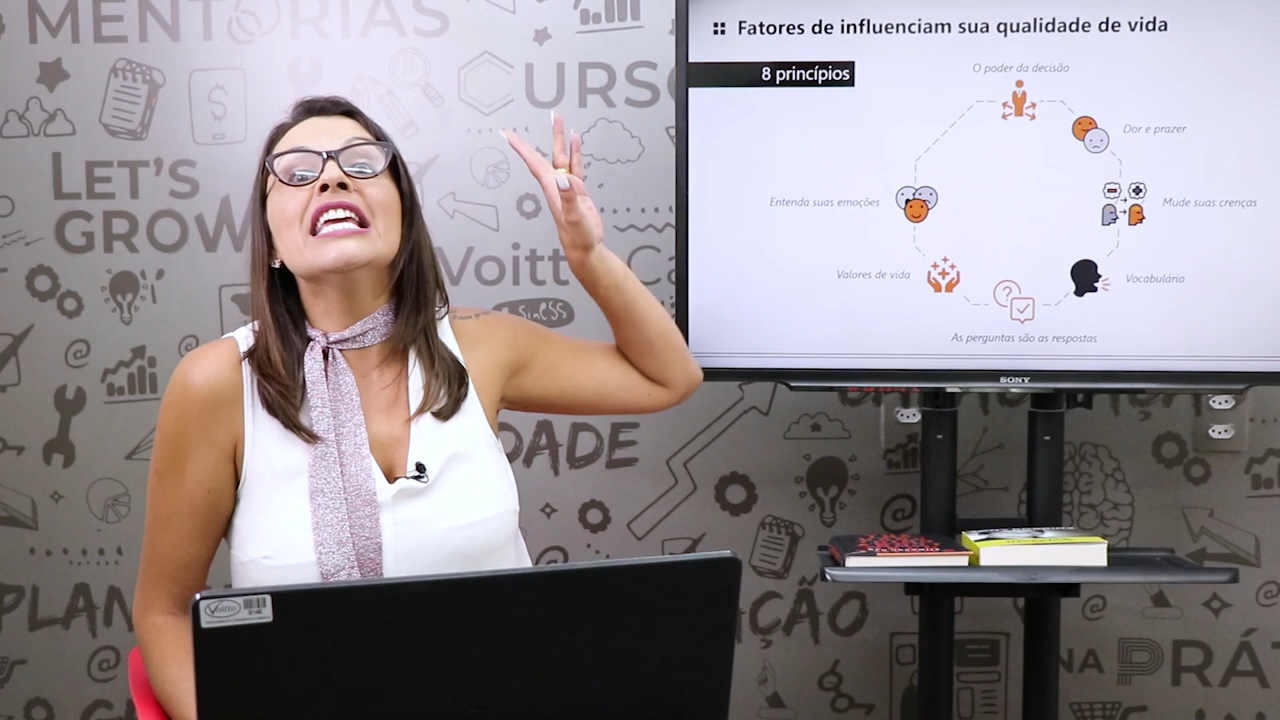 MENTORIAS
CURSO
LET'S
GROW
Voitto
Fatores de influenciam sua qualidade de vida
8 princípios
O poder da decisão
Dor e prazer
Mude suas crenças
Vocabulário
As perguntas são as respostas
Valores de vida
Entenda suas emoções
SONY
DADE
PLAN
AÇÃO
NA PRÁT
Voitto